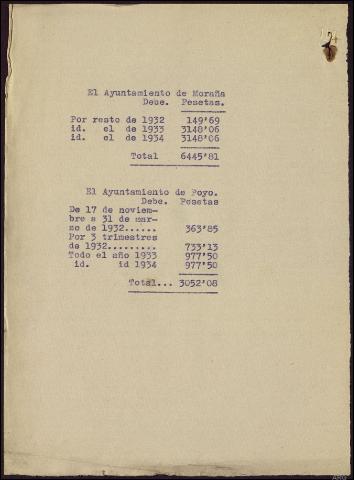 El Ayuntamiento de Moraña
Debe. Pesetas.
Por resto de 1932 149'69
id. el de 1933 3148'06
id. el de 1934 3148'06
Total 6445'81
El Ayuntamiento de Poyo.
Debe. Pesetas
De 17 de noviem-
bre a 31 de mar-
zo de 1932...... 363'85
Por 3 trimestres
de 1932......... 733'13
Todo el año 1933 977'50
id. id 1934 977'50
Total... 3052'08